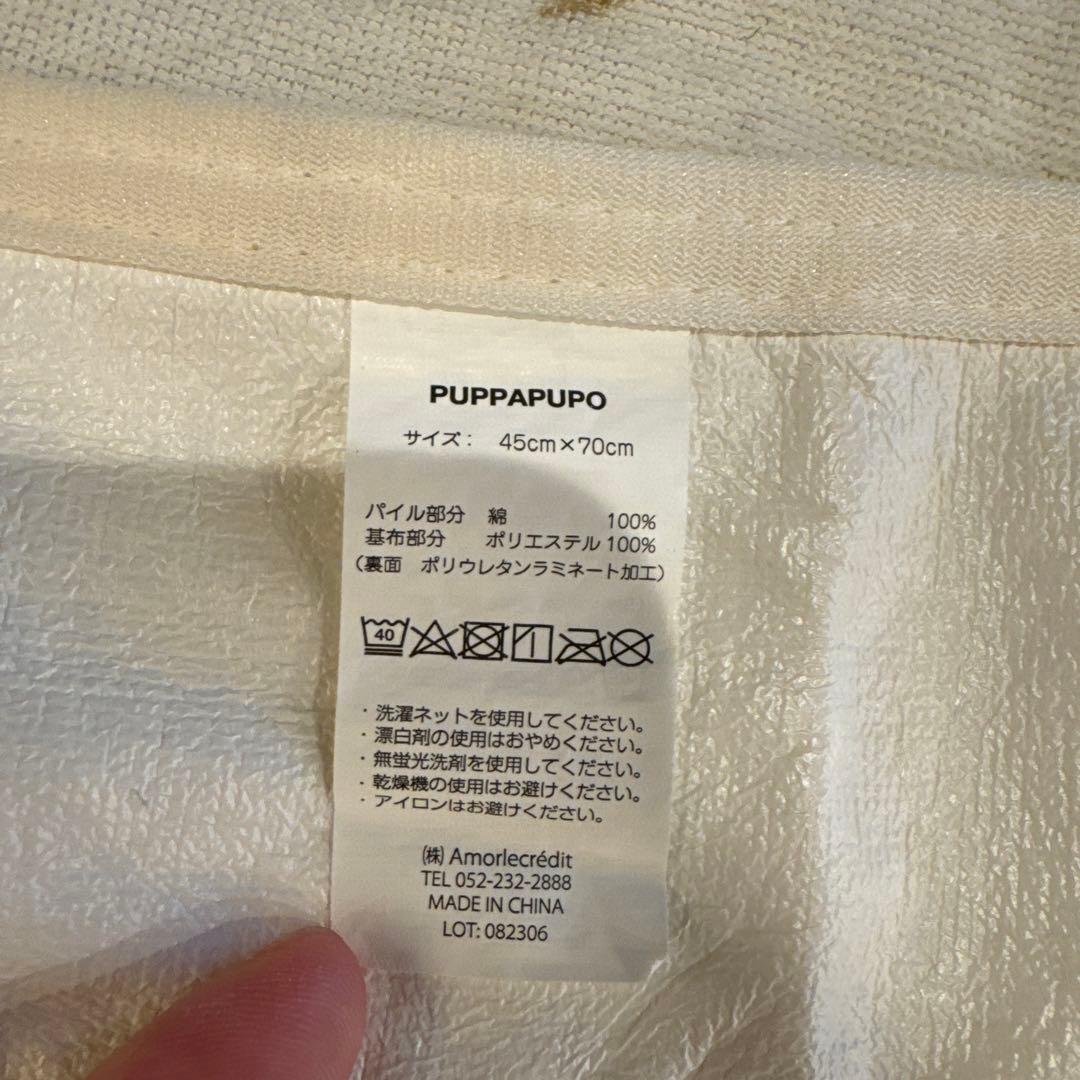 PUPPAPUPO
サイズ： 45cm×70cm
パイル部分 綿 100%
基布部分 ポリエステル 100%
（裏面 ポリウレタンラミネート加工）
40
・洗濯ネットを使用してください。
・漂白剤の使用はおやめください。
・無蛍光洗剤を使用してください。
・乾燥機の使用はお避けください。
・アイロンはお避けください。
㈱ Amorlecrédit
TEL 052-232-2888
MADE IN CHINA
LOT: 082306